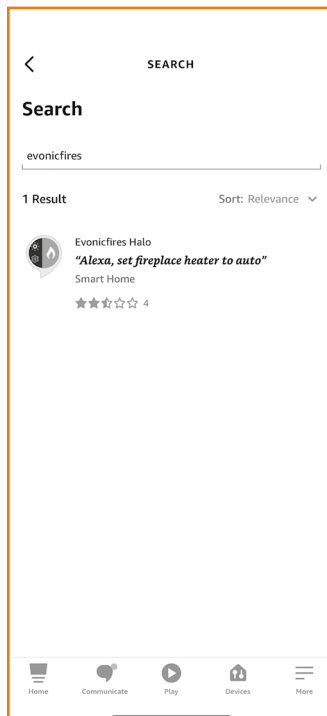 SEARCH
Search
evonicfires
1 Result Sort: Relevance
Evonicfires Halo
“Alexa, set fireplace heater to auto”
Smart Home
4
Home Communicate Play Devices More